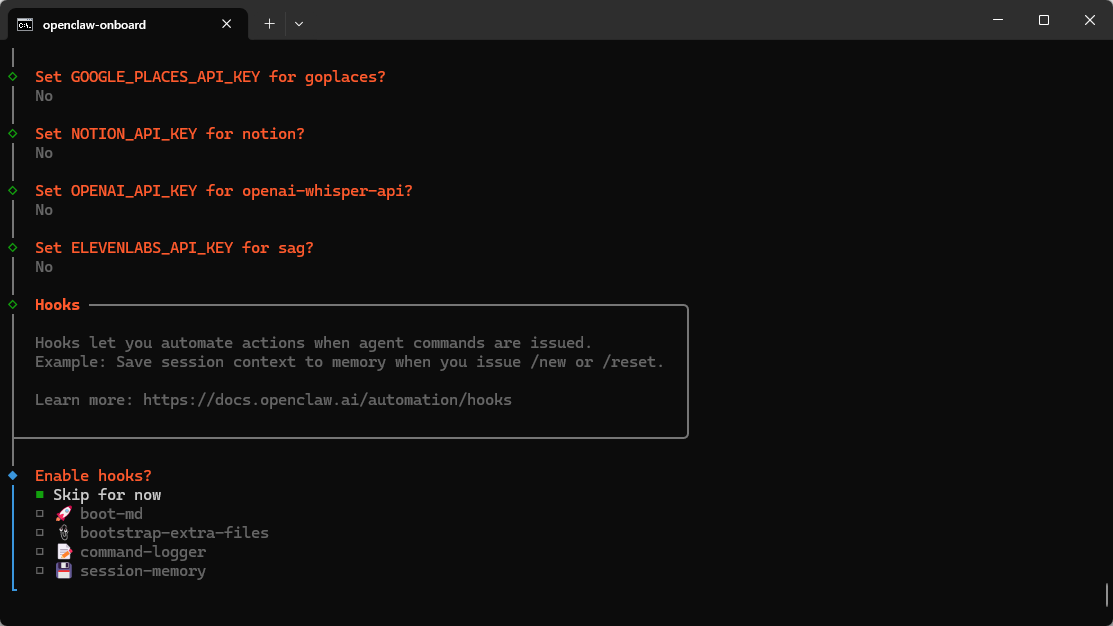 openclaw-onboard
Set GOOGLE_PLACES_API_KEY for goplaces?
No
Set NOTION_API_KEY for notion?
No
Set OPENAI_API_KEY for openai-whisper-api?
No
Set ELEVENLABS_API_KEY for sag?
No
Hooks
Hooks let you automate actions when agent commands are issued.
Example: Save session context to memory when you issue /new or /reset.
Learn more: https://docs.openclaw.ai/automation/hooks
Enable hooks?
Skip for now
boot-md
bootstrap-extra-files
command-logger
session-memory